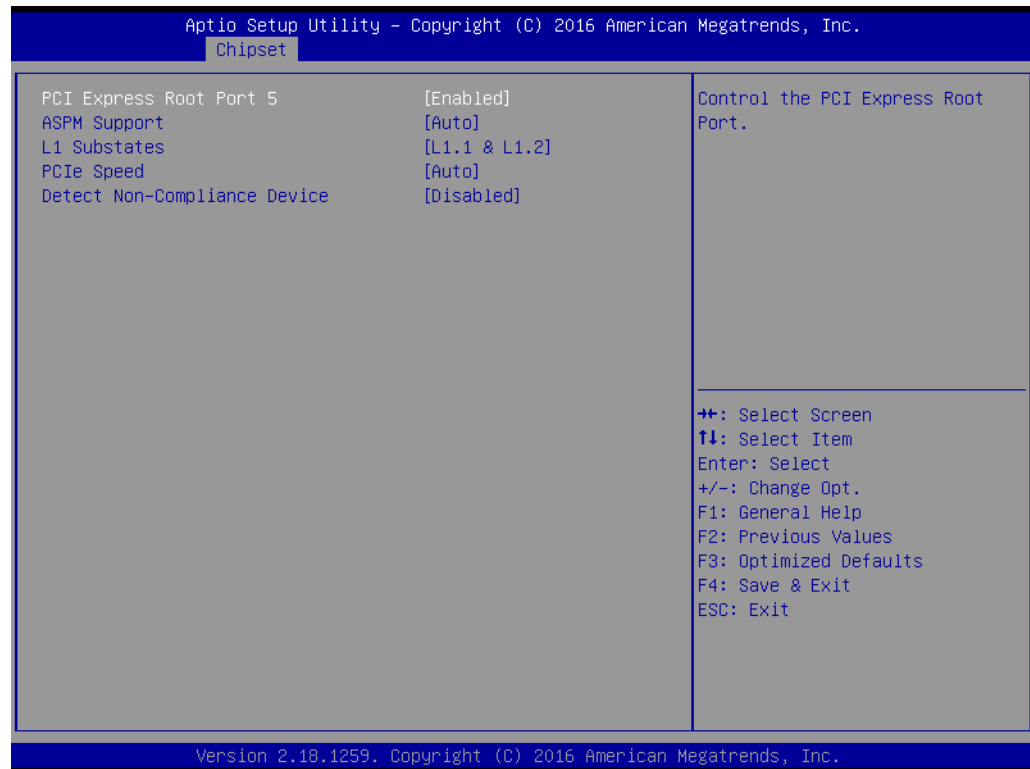 Aptio Setup Utility – Copyright (C) 2016 American Megatrends, Inc.
Chipset
PCI Express Root Port 5 [Enabled]
ASPM Support [Auto]
L1 Substates [L1.1 & L1.2]
PCIe Speed [Auto]
Detect Non-Compliance Device [Disabled]
Control the PCI Express Root
Port.
→←: Select Screen
↑↓: Select Item
Enter: Select
+/-: Change Opt.
F1: General Help
F2: Previous Values
F3: Optimized Defaults
F4: Save & Exit
ESC: Exit
Version 2.18.1259. Copyright (C) 2016 American Megatrends, Inc.